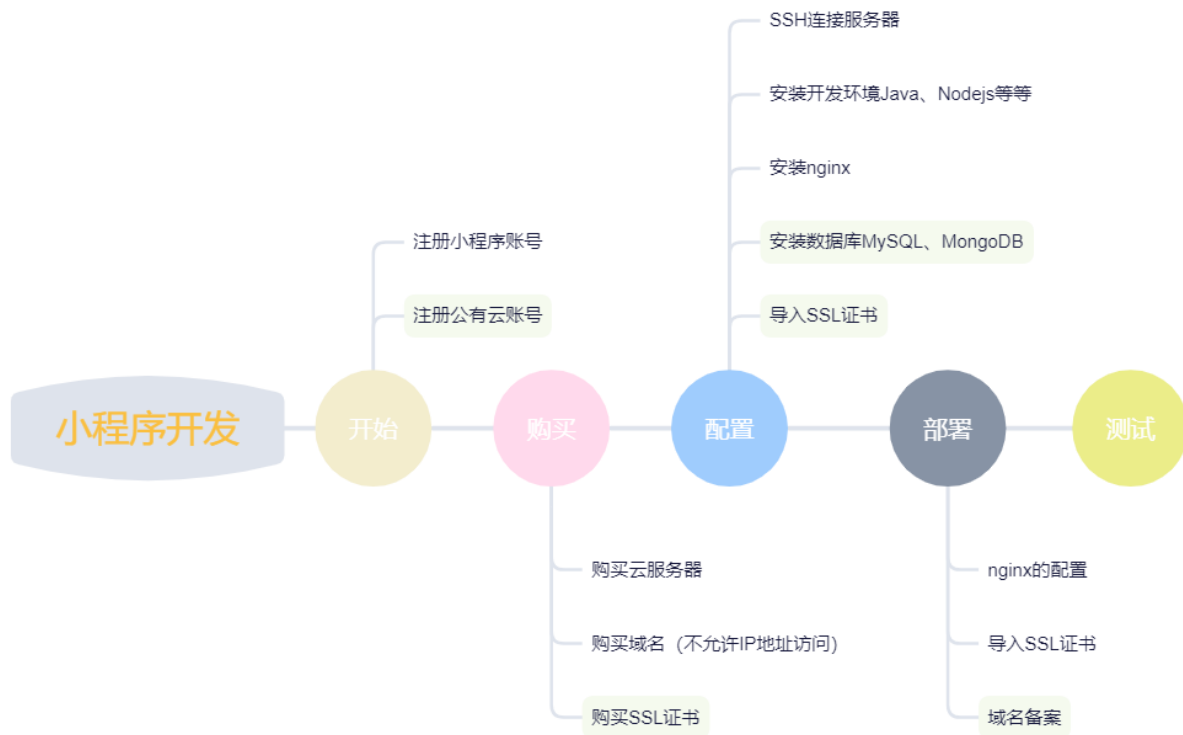 小程序开发
开始
注册小程序账号
注册公有云账号
购买
购买云服务器
购买域名（不允许IP地址访问）
购买SSL证书
配置
SSH连接服务器
安装开发环境Java、Nodejs等等
安装nginx
安装数据库MySQL、MongoDB
导入SSL证书
部署
nginx的配置
导入SSL证书
域名备案
测试